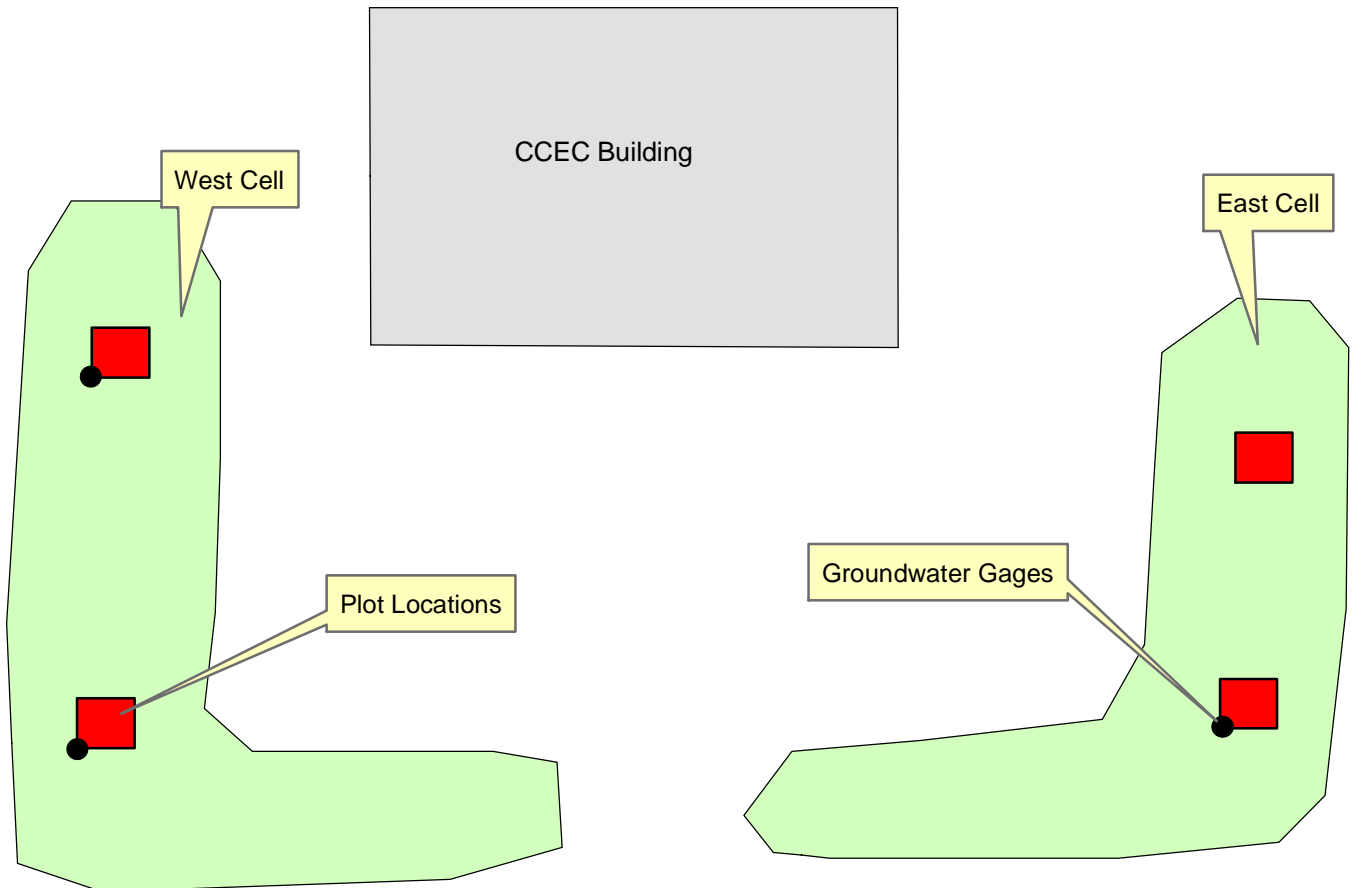 CCEC Building
West Cell
East Cell
Groundwater Gages
Plot Locations